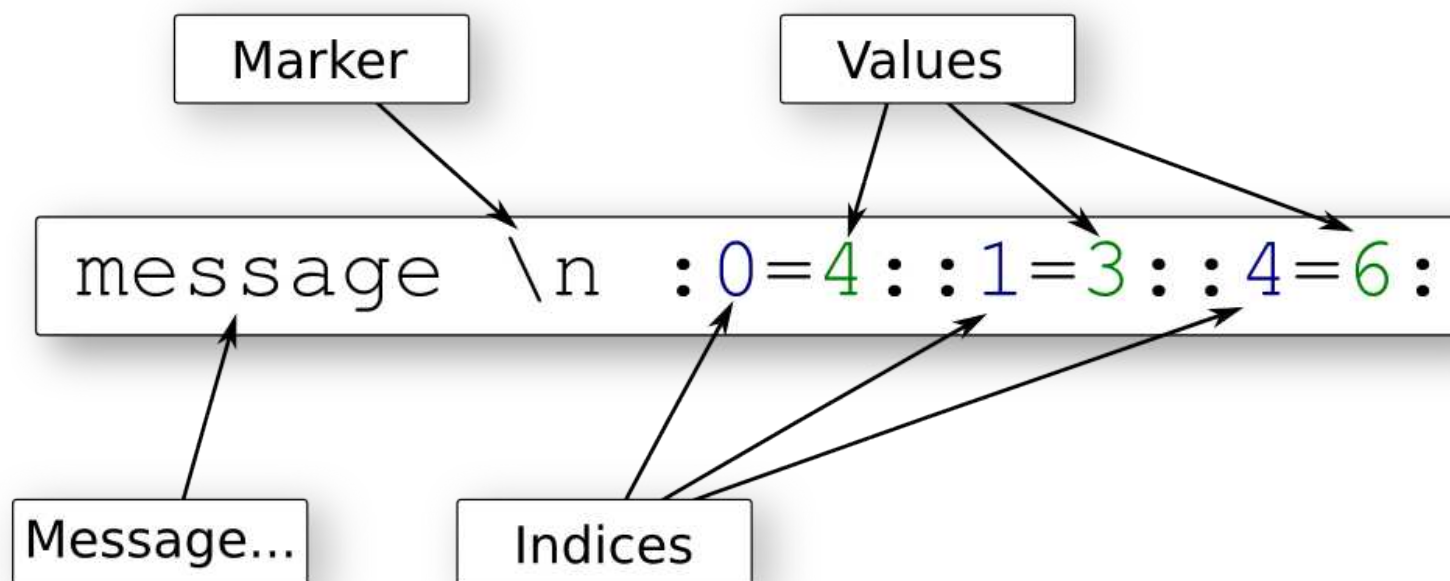 Marker
Values
message \n :0=4::1=3::4=6:
Message...
Indices